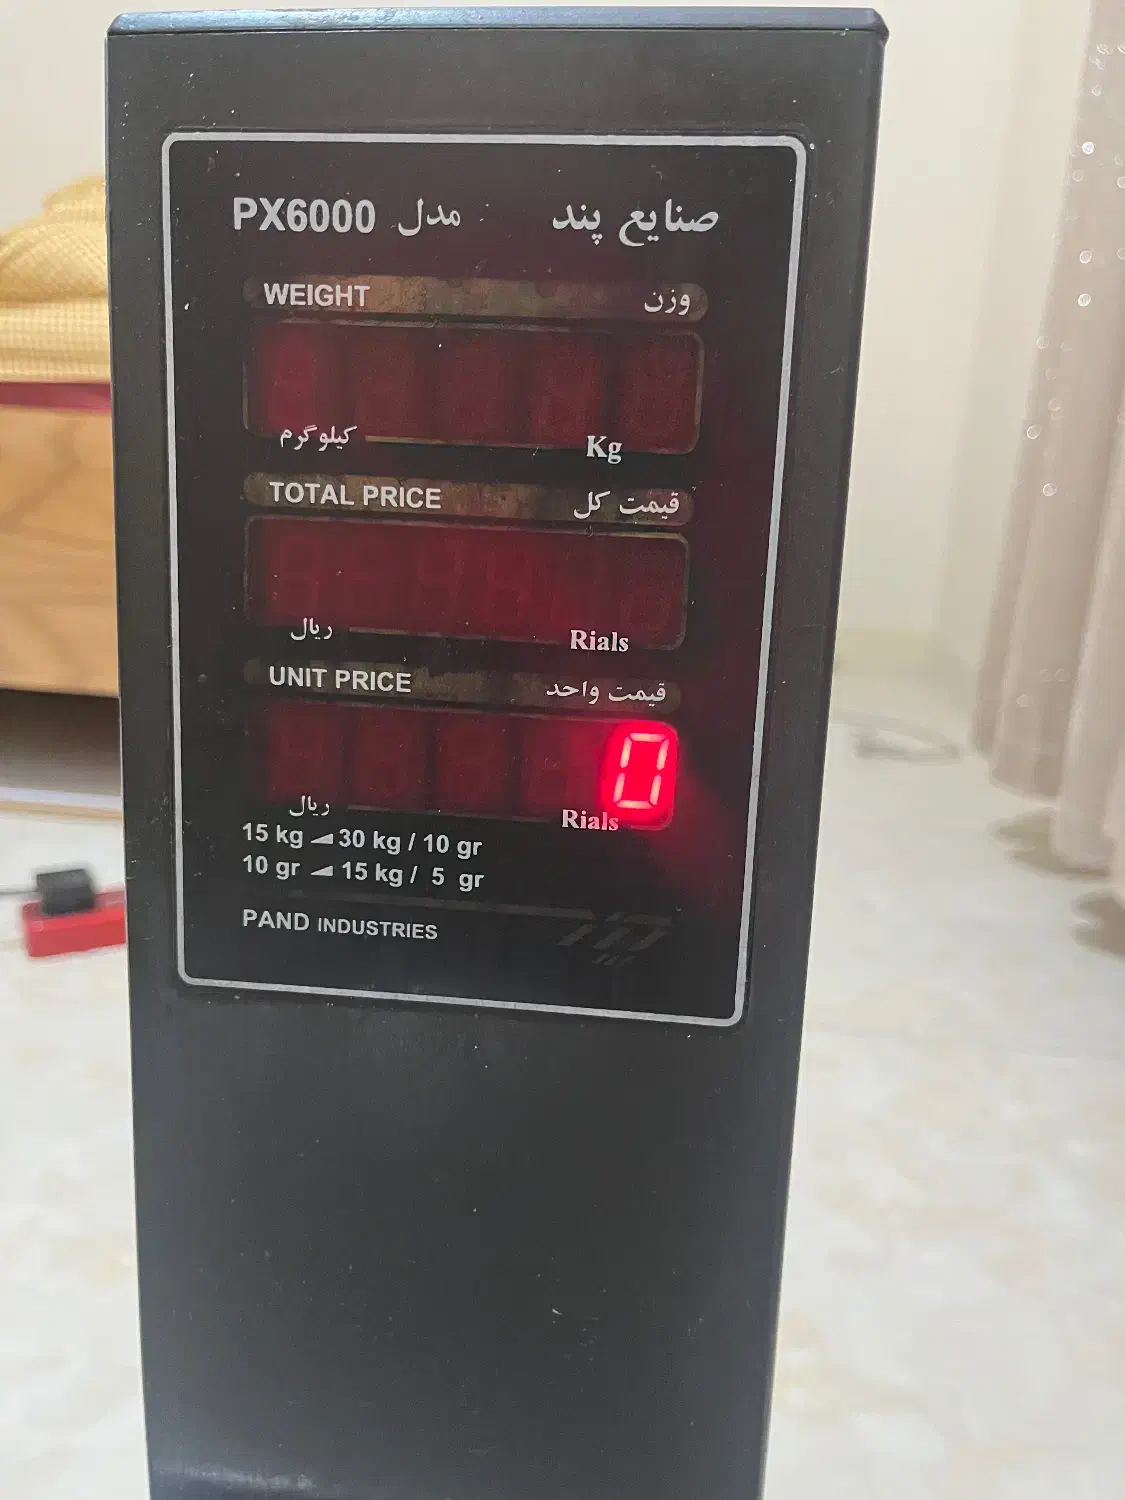 صنایع پند مدل PX6000
WEIGHT وزن
کیلوگرم Kg
TOTAL PRICE قیمت کل
ریال Rials
UNIT PRICE قیمت واحد
0
ریال Rials
15 kg ◢ 30 kg / 10 gr
10 gr ◢ 15 kg / 5 gr
PAND INDUSTRIES